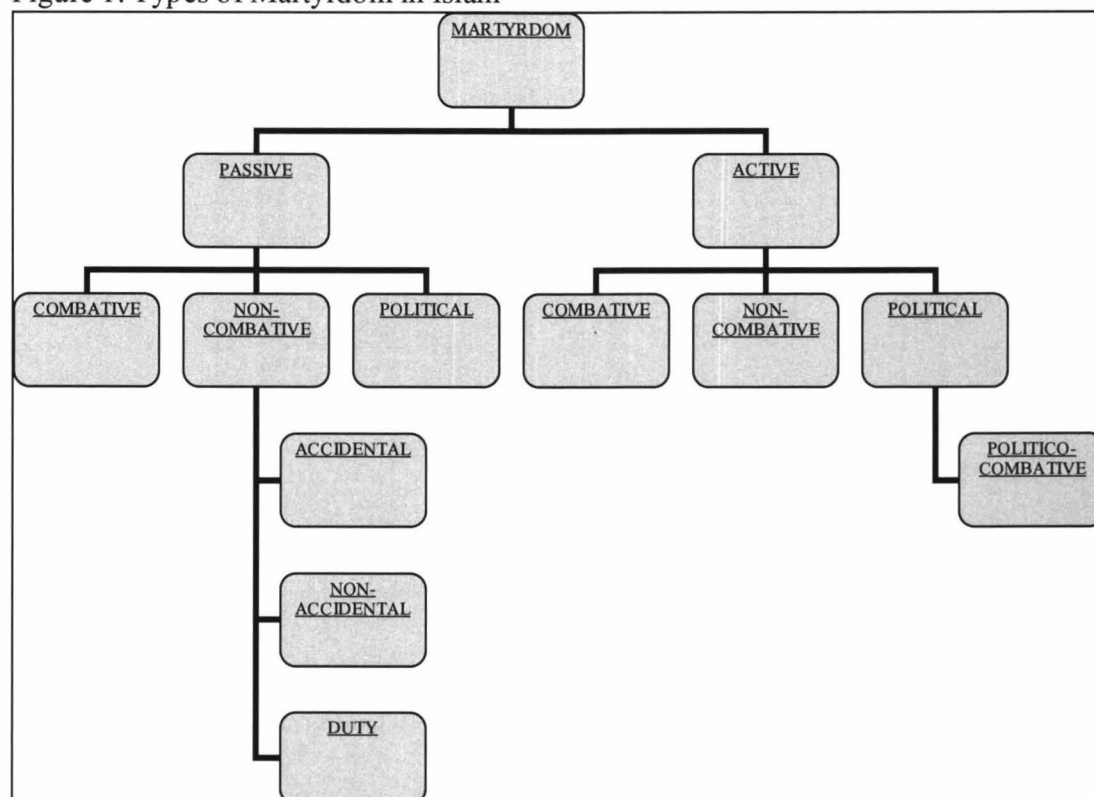 Figure 1: Types of Martyrdom in Islam
MARTYRDOM
PASSIVE
ACTIVE
COMBATIVE
NON-
COMBATIVE
POLITICAL
COMBATIVE
NON-
COMBATIVE
POLITICAL
ACCIDENTAL
POLITICO-
COMBATIVE
NON-
ACCIDENTAL
DUTY